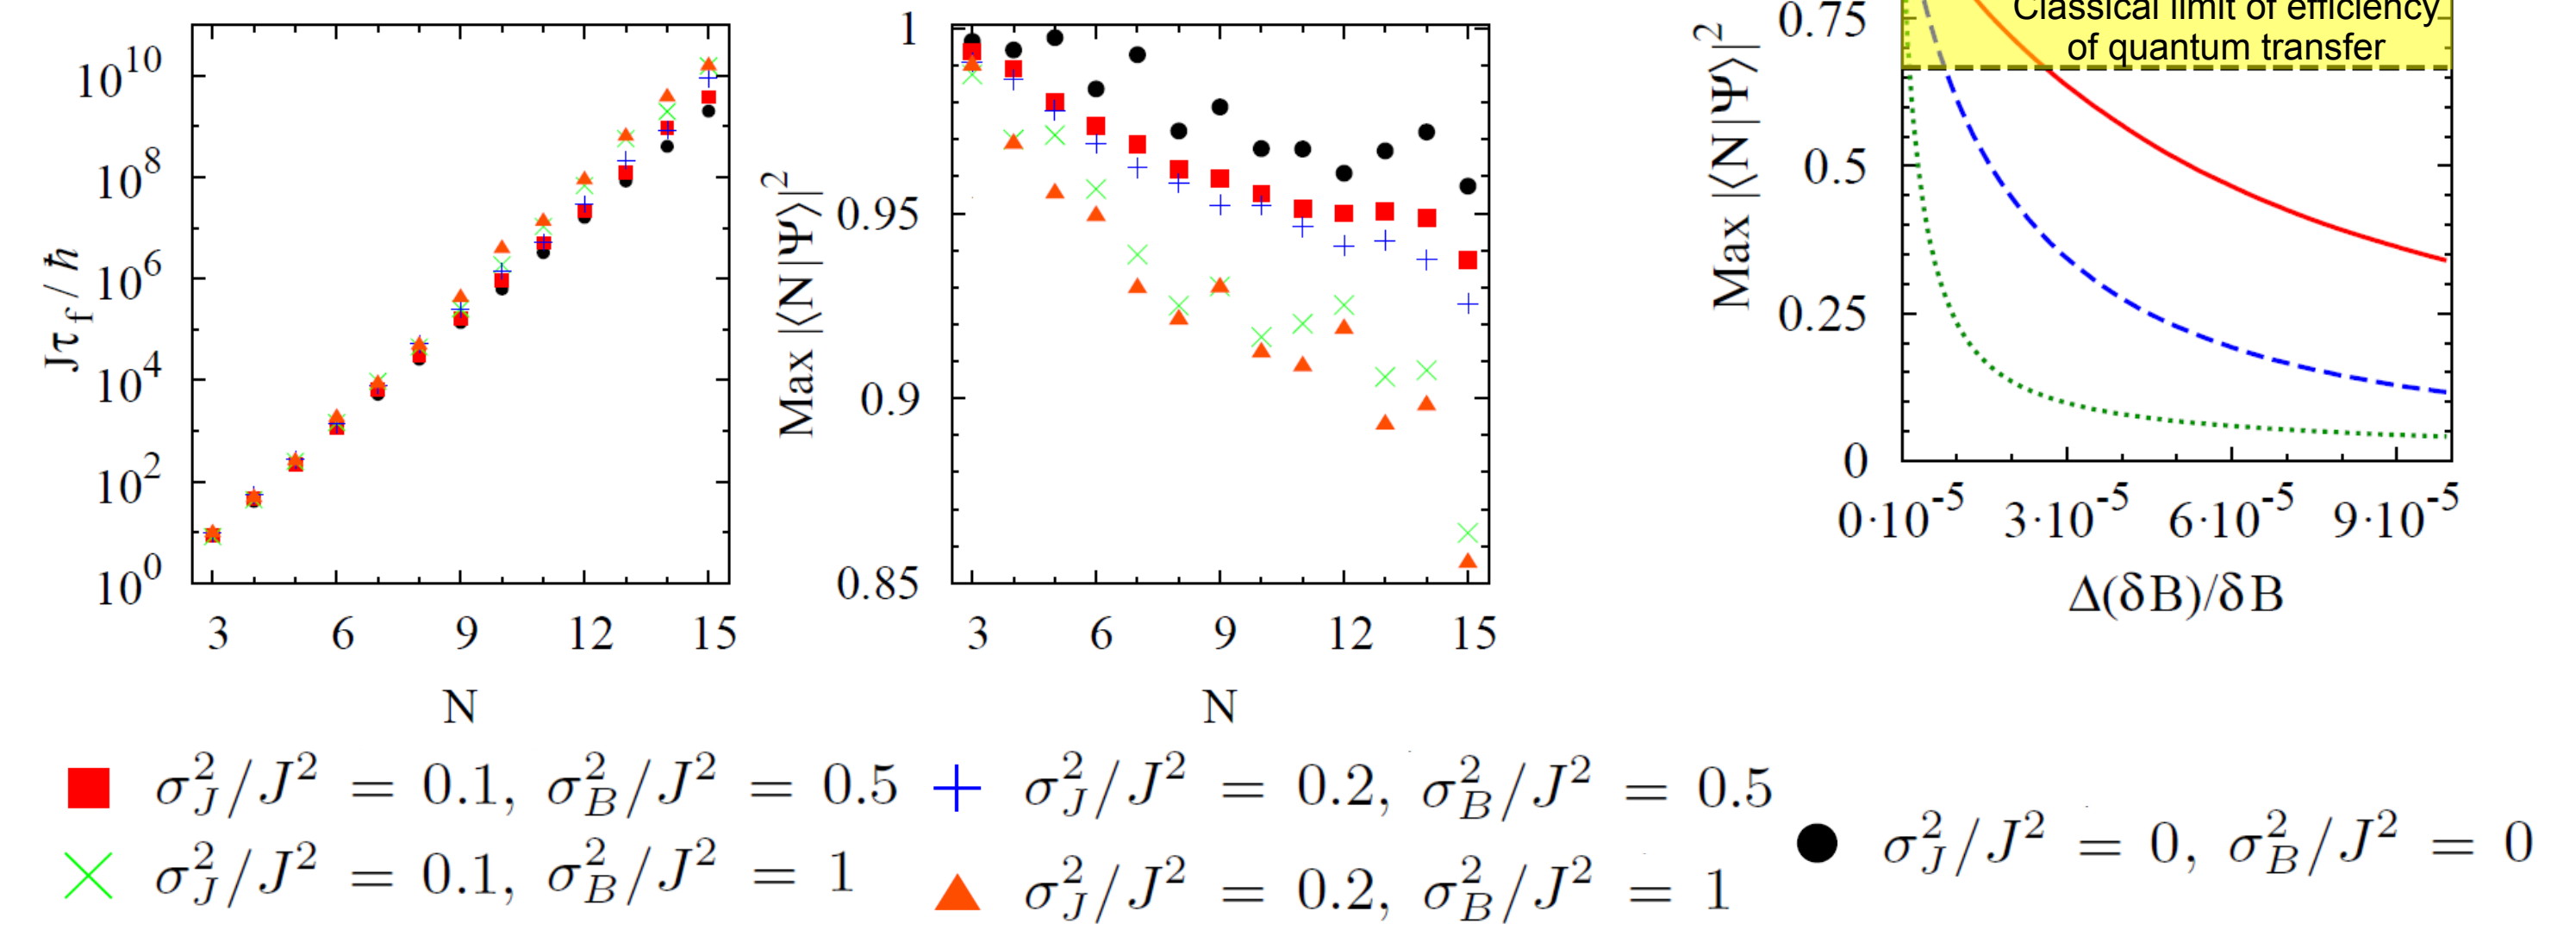 10^10
10^8
10^6
10^4
10^2
10^0
Jτ_f / ħ
3 6 9 12 15
N
1
0.95
0.9
0.85
Max |⟨N|Ψ⟩|^2
3 6 9 12 15
N
Classical limit of efficiency
of quantum transfer
0.75
0.5
0.25
0
Max |⟨N|Ψ⟩|^2
0·10^-5 3·10^-5 6·10^-5 9·10^-5
Δ(δB)/δB
σ_J^2/J^2 = 0.1, σ_B^2/J^2 = 0.5
σ_J^2/J^2 = 0.2, σ_B^2/J^2 = 0.5
σ_J^2/J^2 = 0.1, σ_B^2/J^2 = 1
σ_J^2/J^2 = 0.2, σ_B^2/J^2 = 1
σ_J^2/J^2 = 0, σ_B^2/J^2 = 0